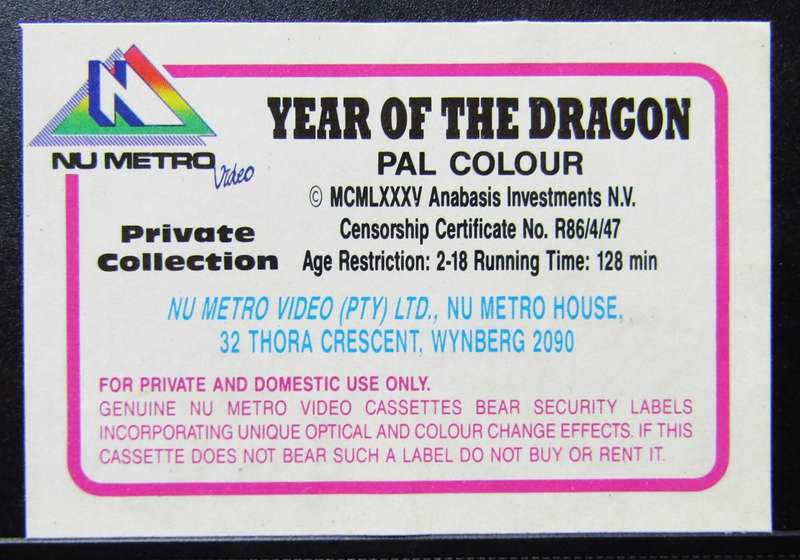 N
NU METRO
Video
YEAR OF THE DRAGON
PAL COLOUR
© MCMLXXXV Anabasis Investments N.V.
Censorship Certificate No. R86/4/47
Age Restriction: 2-18 Running Time: 128 min
Private
Collection
NU METRO VIDEO (PTY) LTD., NU METRO HOUSE,
32 THORA CRESCENT, WYNBERG 2090
FOR PRIVATE AND DOMESTIC USE ONLY.
GENUINE NU METRO VIDEO CASSETTES BEAR SECURITY LABELS
INCORPORATING UNIQUE OPTICAL AND COLOUR CHANGE EFFECTS. IF THIS
CASSETTE DOES NOT BEAR SUCH A LABEL DO NOT BUY OR RENT IT.